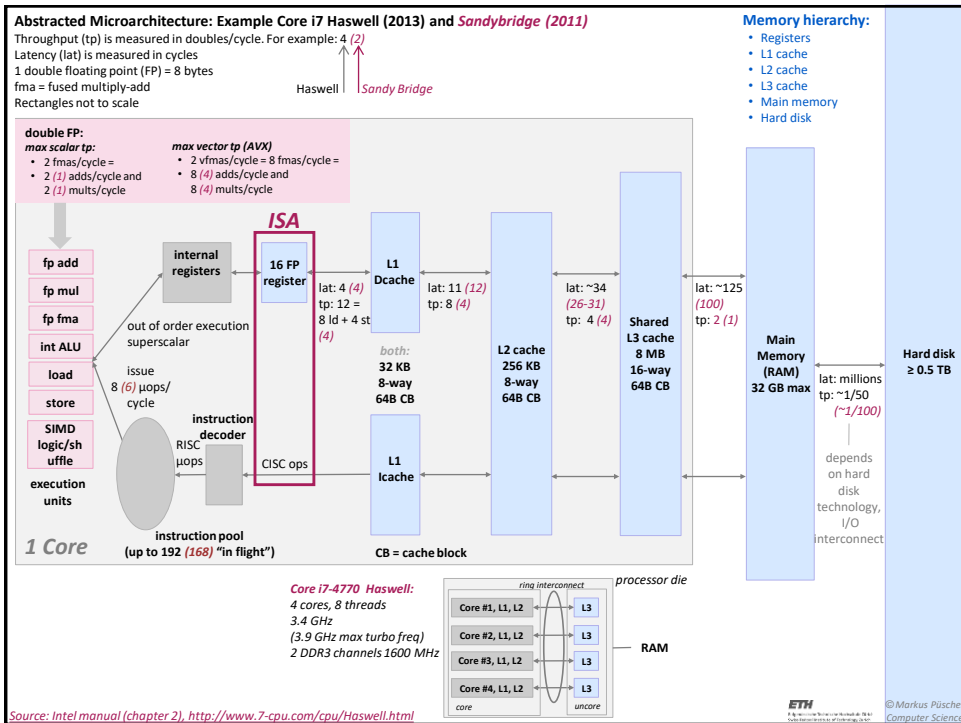 Abstracted Microarchitecture: Example Core i7 Haswell (2013) and Sandybridge (2011)
Throughput (tp) is measured in doubles/cycle. For example: 4 (2)
Latency (lat) is measured in cycles
1 double floating point (FP) = 8 bytes
fma = fused multiply-add
Rectangles not to scale
Haswell
Sandy Bridge
Memory hierarchy:
• Registers
• L1 cache
• L2 cache
• L3 cache
• Main memory
• Hard disk
double FP:
max scalar tp:
• 2 fmas/cycle =
• 2 (1) adds/cycle and
2 (1) mults/cycle
max vector tp (AVX)
• 2 vfmas/cycle = 8 fmas/cycle =
• 8 (4) adds/cycle and
8 (4) mults/cycle
ISA
fp add
fp mul
fp fma
int ALU
load
store
SIMD
logic/sh
uffle
execution
units
internal
registers
16 FP
register
out of order execution
superscalar
issue
8 (6) µops/
cycle
RISC
µops
instruction
decoder
CISC ops
instruction pool
(up to 192 (168) “in flight”)
1 Core
lat: 4 (4)
tp: 12 =
8 ld + 4 st
(4)
L1
Dcache
both:
32 KB
8-way
64B CB
L1
Icache
CB = cache block
lat: 11 (12)
tp: 8 (4)
L2 cache
256 KB
8-way
64B CB
lat: ~34
(26-31)
tp: 4 (4)
Shared
L3 cache
8 MB
16-way
64B CB
lat: ~125
(100)
tp: 2 (1)
Main
Memory
(RAM)
32 GB max
lat: millions
tp: ~1/50
(~1/100)
depends
on hard
disk
technology,
I/O
interconnect
Hard disk
≥ 0.5 TB
Core i7-4770 Haswell:
4 cores, 8 threads
3.4 GHz
(3.9 GHz max turbo freq)
2 DDR3 channels 1600 MHz
processor die
ring interconnect
Core #1, L1, L2
L3
Core #2, L1, L2
L3
Core #3, L1, L2
L3
Core #4, L1, L2
L3
core
uncore
RAM
Source: Intel manual (chapter 2), http://www.7-cpu.com/cpu/Haswell.html
ETH
© Markus Püsche
Computer Science